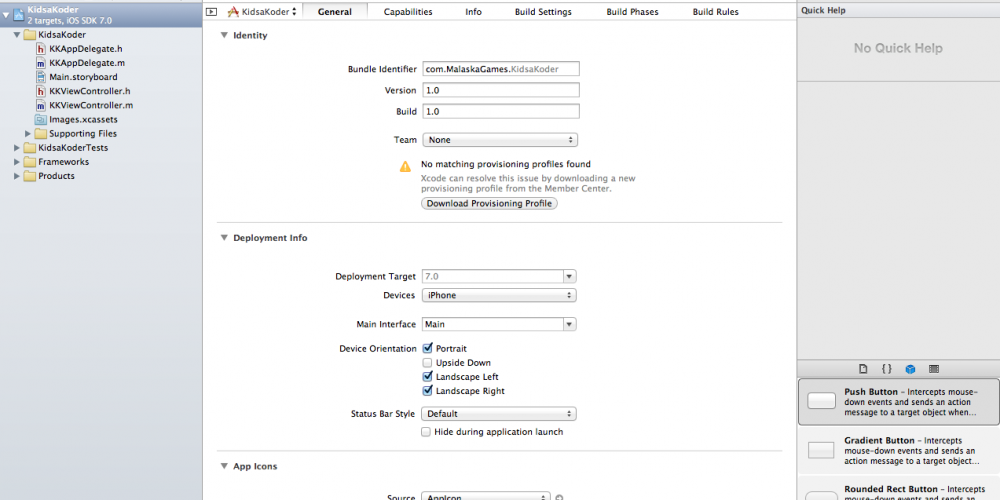 KidsaKoder
2 targets, iOS SDK 7.0
KidsaKoder
KKAppDelegate.h
KKAppDelegate.m
Main.storyboard
KKViewController.h
KKViewController.m
Images.xcassets
Supporting Files
KidsaKoderTests
Frameworks
Products
KidsaKoder General Capabilities Info Build Settings Build Phases Build Rules
Identity
Bundle Identifier com.MalaskaGames.KidsaKoder
Version 1.0
Build 1.0
Team None
No matching provisioning profiles found
Xcode can resolve this issue by downloading a new
provisioning profile from the Member Center.
Download Provisioning Profile
Deployment Info
Deployment Target 7.0
Devices iPhone
Main Interface Main
Device Orientation Portrait
Upside Down
Landscape Left
Landscape Right
Status Bar Style Default
Hide during application launch
App Icons
Source AppIcon
Quick Help
No Quick Help
{ }
Push Button – Intercepts mouse-
down events and sends an action
message to a target object when...
Gradient Button – Intercepts
mouse-down events and sends an
action message to a target object...
Rounded Rect Button – Intercepts
mouse-down events and sends an